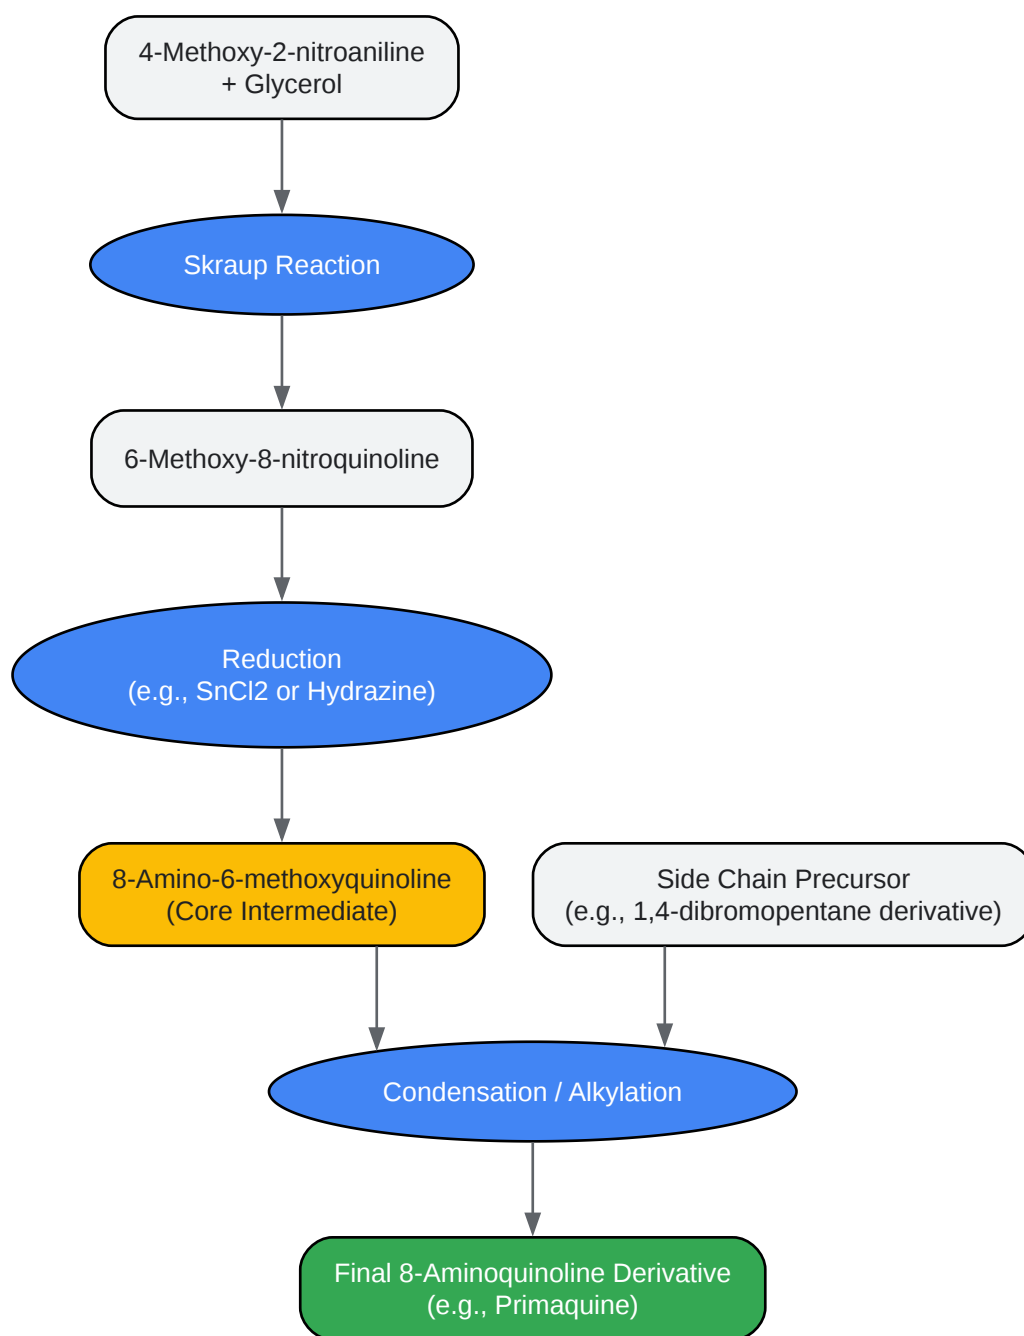 4-Methoxy-2-nitroaniline
+ Glycerol
Skraup Reaction
6-Methoxy-8-nitroquinoline
Reduction
(e.g., SnCl2 or Hydrazine)
8-Amino-6-methoxyquinoline
(Core Intermediate)
Side Chain Precursor
(e.g., 1,4-dibromopentane derivative)
Condensation / Alkylation
Final 8-Aminoquinoline Derivative
(e.g., Primaquine)